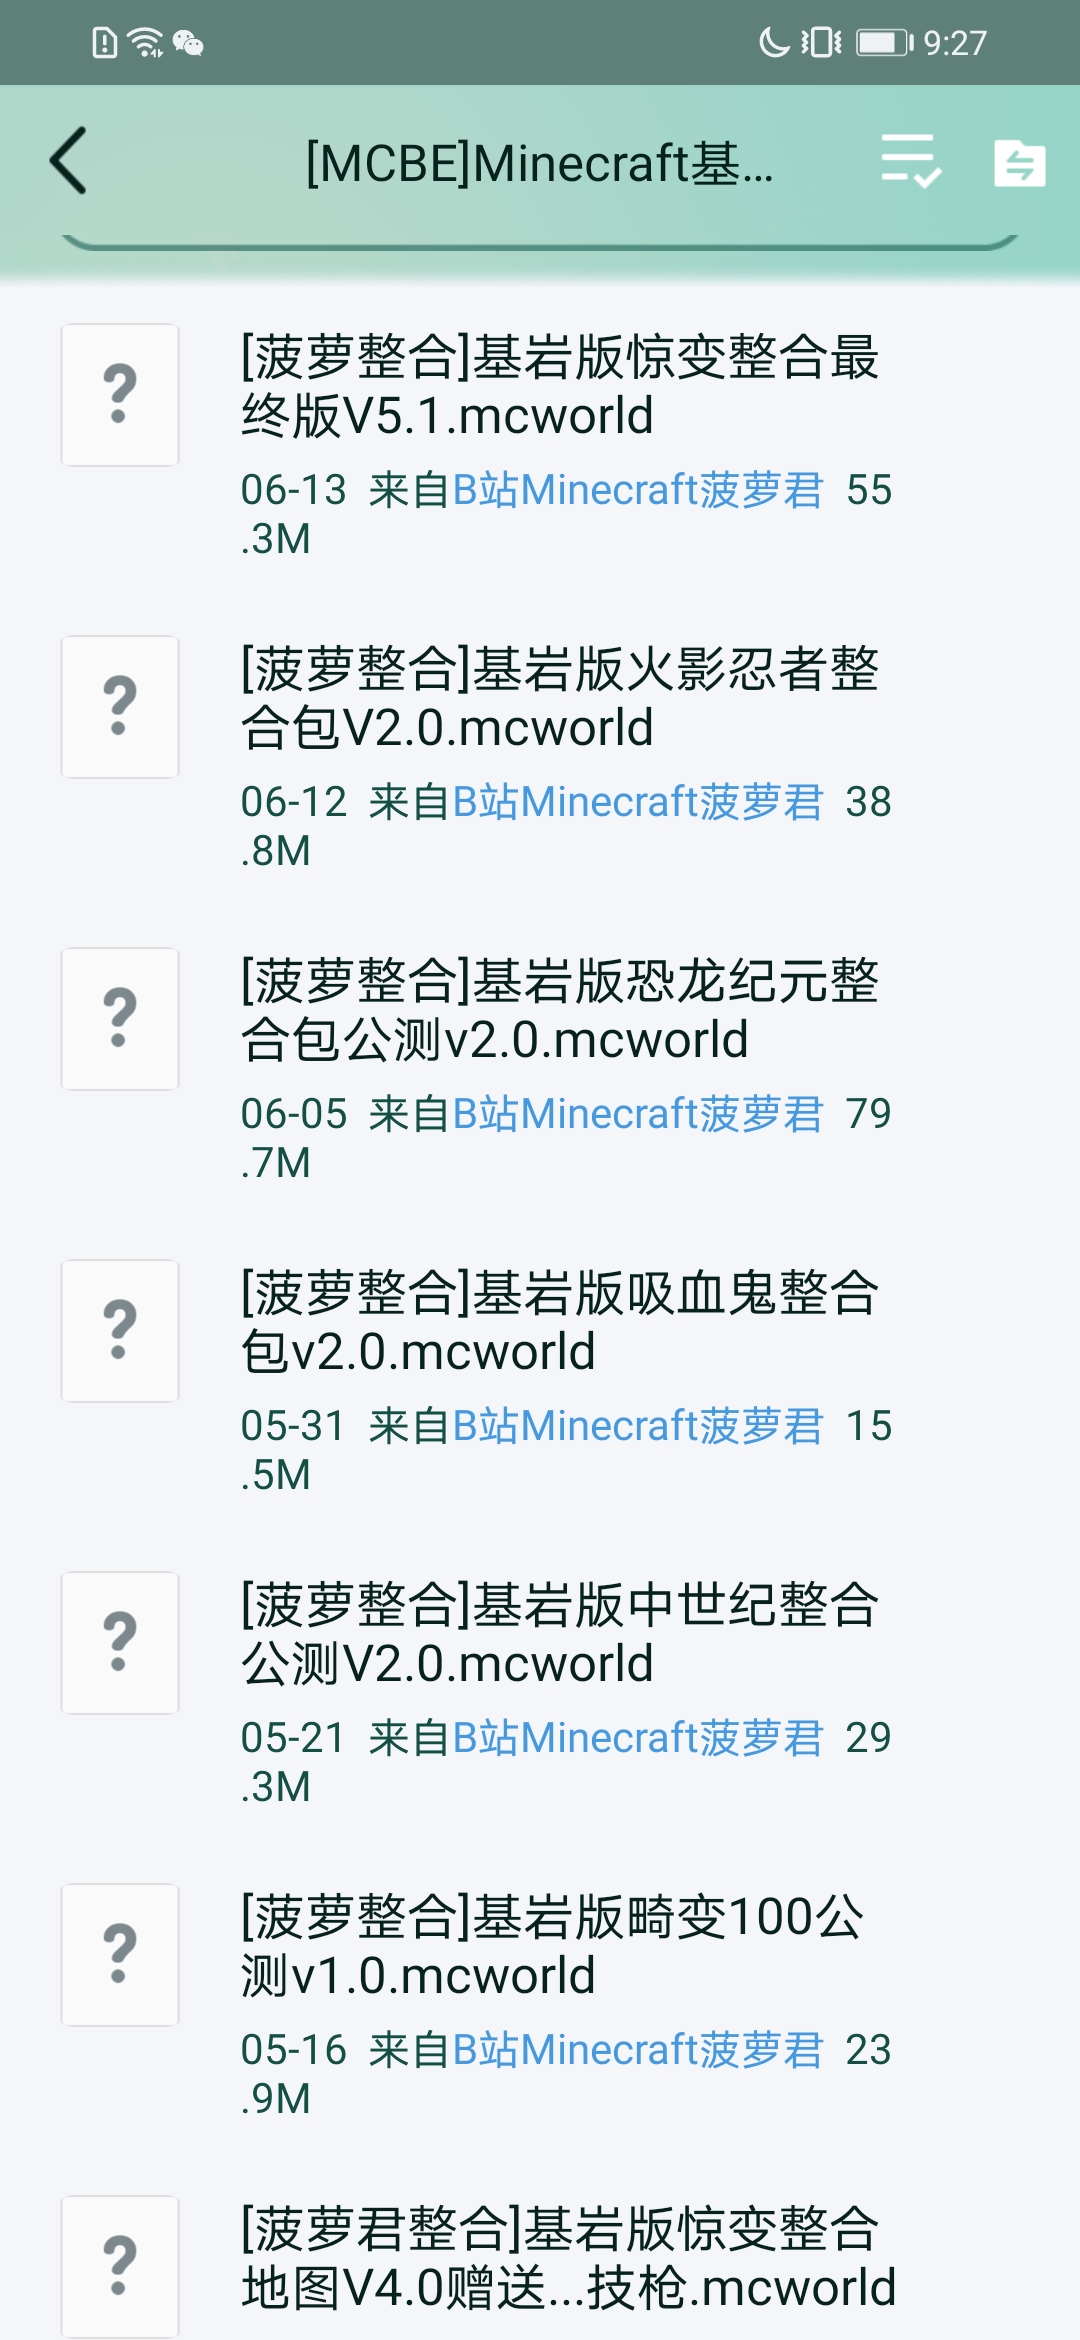 9:27
[MCBE]Minecraft基...
[菠萝整合]基岩版惊变整合最
终版V5.1.mcworld
06-13 来自B站Minecraft菠萝君 55
.3M
[菠萝整合]基岩版火影忍者整
合包V2.0.mcworld
06-12 来自B站Minecraft菠萝君 38
.8M
[菠萝整合]基岩版恐龙纪元整
合包公测v2.0.mcworld
06-05 来自B站Minecraft菠萝君 79
.7M
[菠萝整合]基岩版吸血鬼整合
包v2.0.mcworld
05-31 来自B站Minecraft菠萝君 15
.5M
[菠萝整合]基岩版中世纪整合
公测V2.0.mcworld
05-21 来自B站Minecraft菠萝君 29
.3M
[菠萝整合]基岩版畸变100公
测v1.0.mcworld
05-16 来自B站Minecraft菠萝君 23
.9M
[菠萝君整合]基岩版惊变整合
地图V4.0赠送...技枪.mcworld